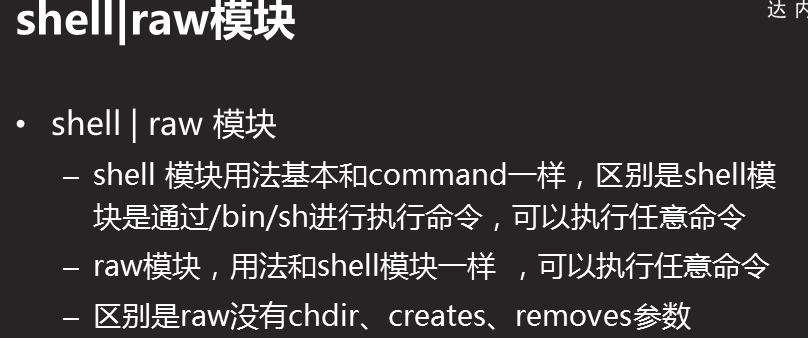 shell|raw模块
达 内
• shell | raw 模块
– shell 模块用法基本和command一样，区别是shell模
块是通过/bin/sh进行执行命令，可以执行任意命令
– raw模块，用法和shell模块一样 ，可以执行任意命令
– 区别是raw没有chdir、creates、removes参数